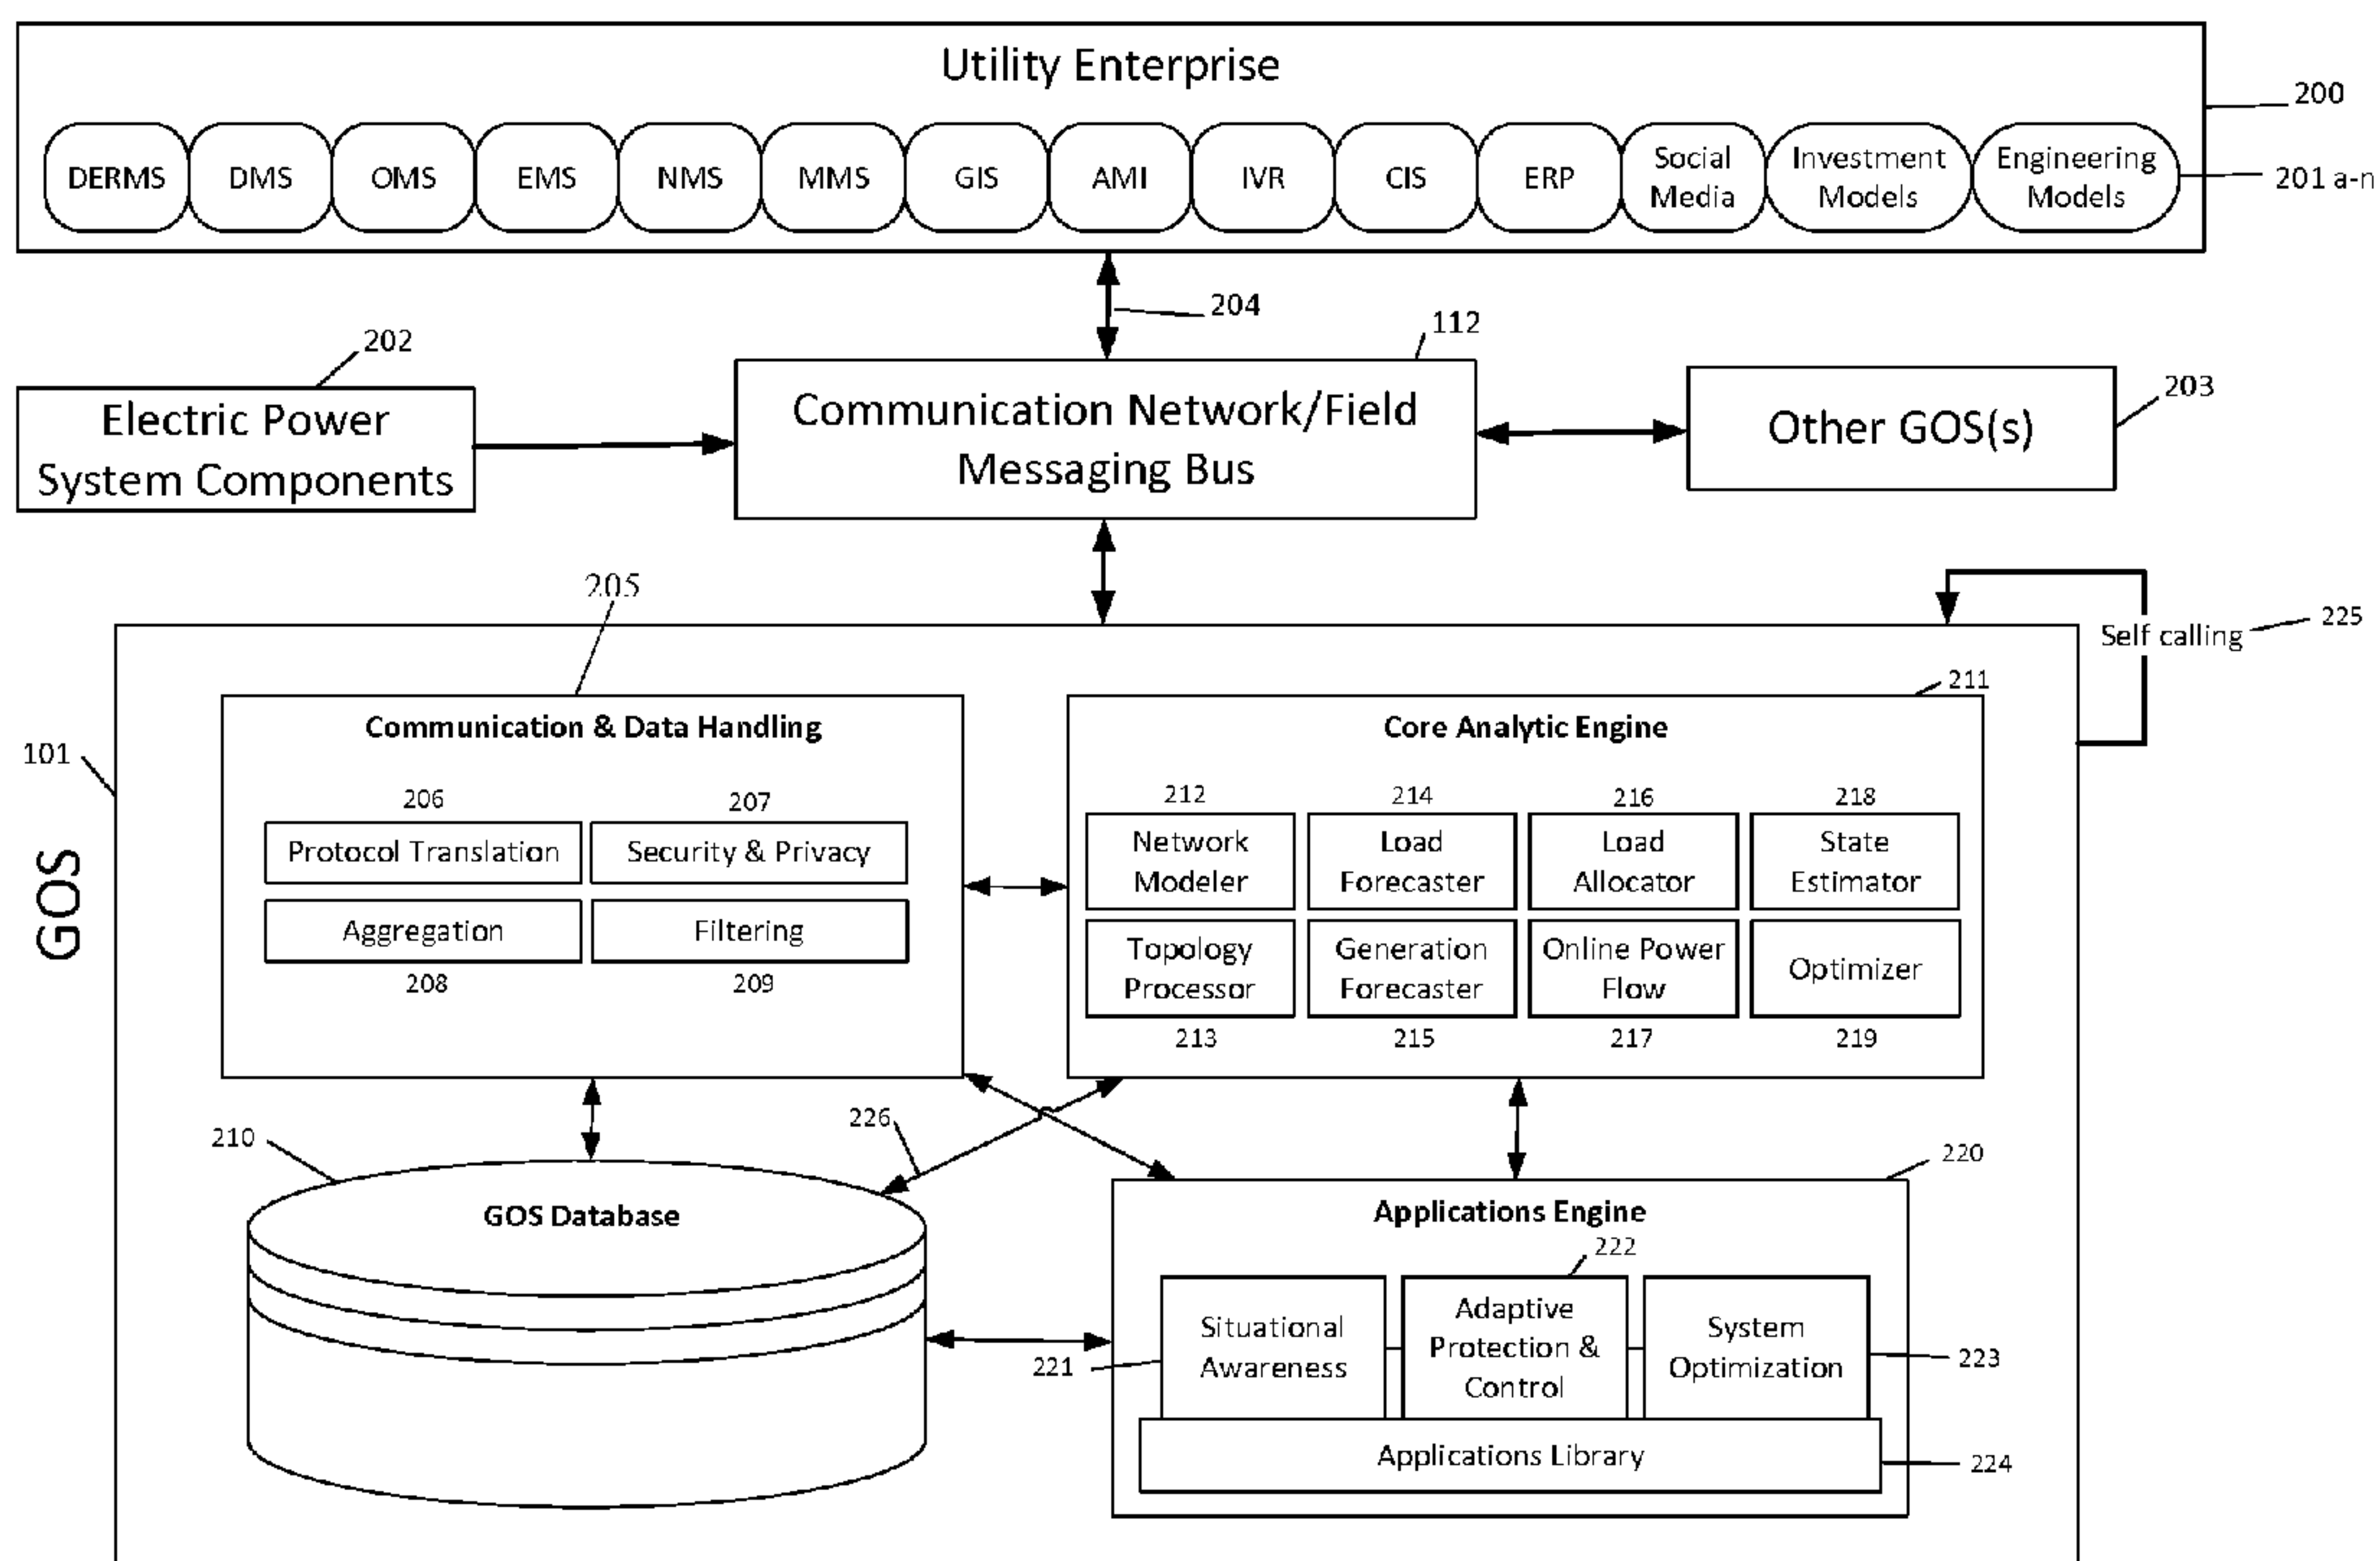 Utility Enterprise
200
DERMS
DMS
OMS
EMS
NMS
MMS
GIS
AMI
IVR
CIS
ERP
Social
Media
Investment
Models
Engineering
Models
201 a-n
204
112
202
203
Electric Power
System Components
Communication Network/Field
Messaging Bus
Other GOS(s)
205
Self calling
225
101
GOS
211
Communication & Data Handling
206
207
Protocol Translation
Security & Privacy
Aggregation
Filtering
208
209
Core Analytic Engine
212
214
216
218
Network
Modeler
Load
Forecaster
Load
Allocator
State
Estimator
Topology
Processor
Generation
Forecaster
Online Power
Flow
Optimizer
213
215
217
219
226
210
GOS Database
220
Applications Engine
222
Situational
Awareness
Adaptive
Protection &
Control
System
Optimization
221
223
Applications Library
224